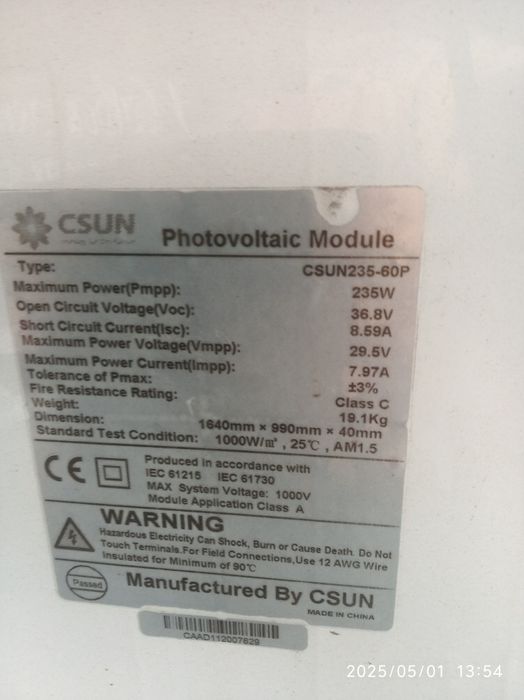 CSUN
Photovoltaic Module
Type: CSUN235-60P
Maximum Power(Pmpp): 235W
Open Circuit Voltage(Voc): 36.8V
Short Circuit Current(Isc): 8.59A
Maximum Power Voltage(Vmpp): 29.5V
Maximum Power Current(Impp): 7.97A
Tolerance of Pmax: ±3%
Fire Resistance Rating: Class C
Weight: 19.1Kg
Dimension: 1640mm × 990mm × 40mm
Standard Test Condition: 1000W/㎡, 25℃, AM1.5
CE
Produced in accordance with
IEC 61215 IEC 61730
MAX System Voltage: 1000V
Module Application Class A
WARNING
Hazardous Electricity Can Shock, Burn or Cause Death. Do Not
Touch Terminals.For Field Connections,Use 12 AWG Wire
Insulated for Minimum of 90℃
Passed
Manufactured By CSUN
MADE IN CHINA
CAAD112007629
2025/05/01 13:54